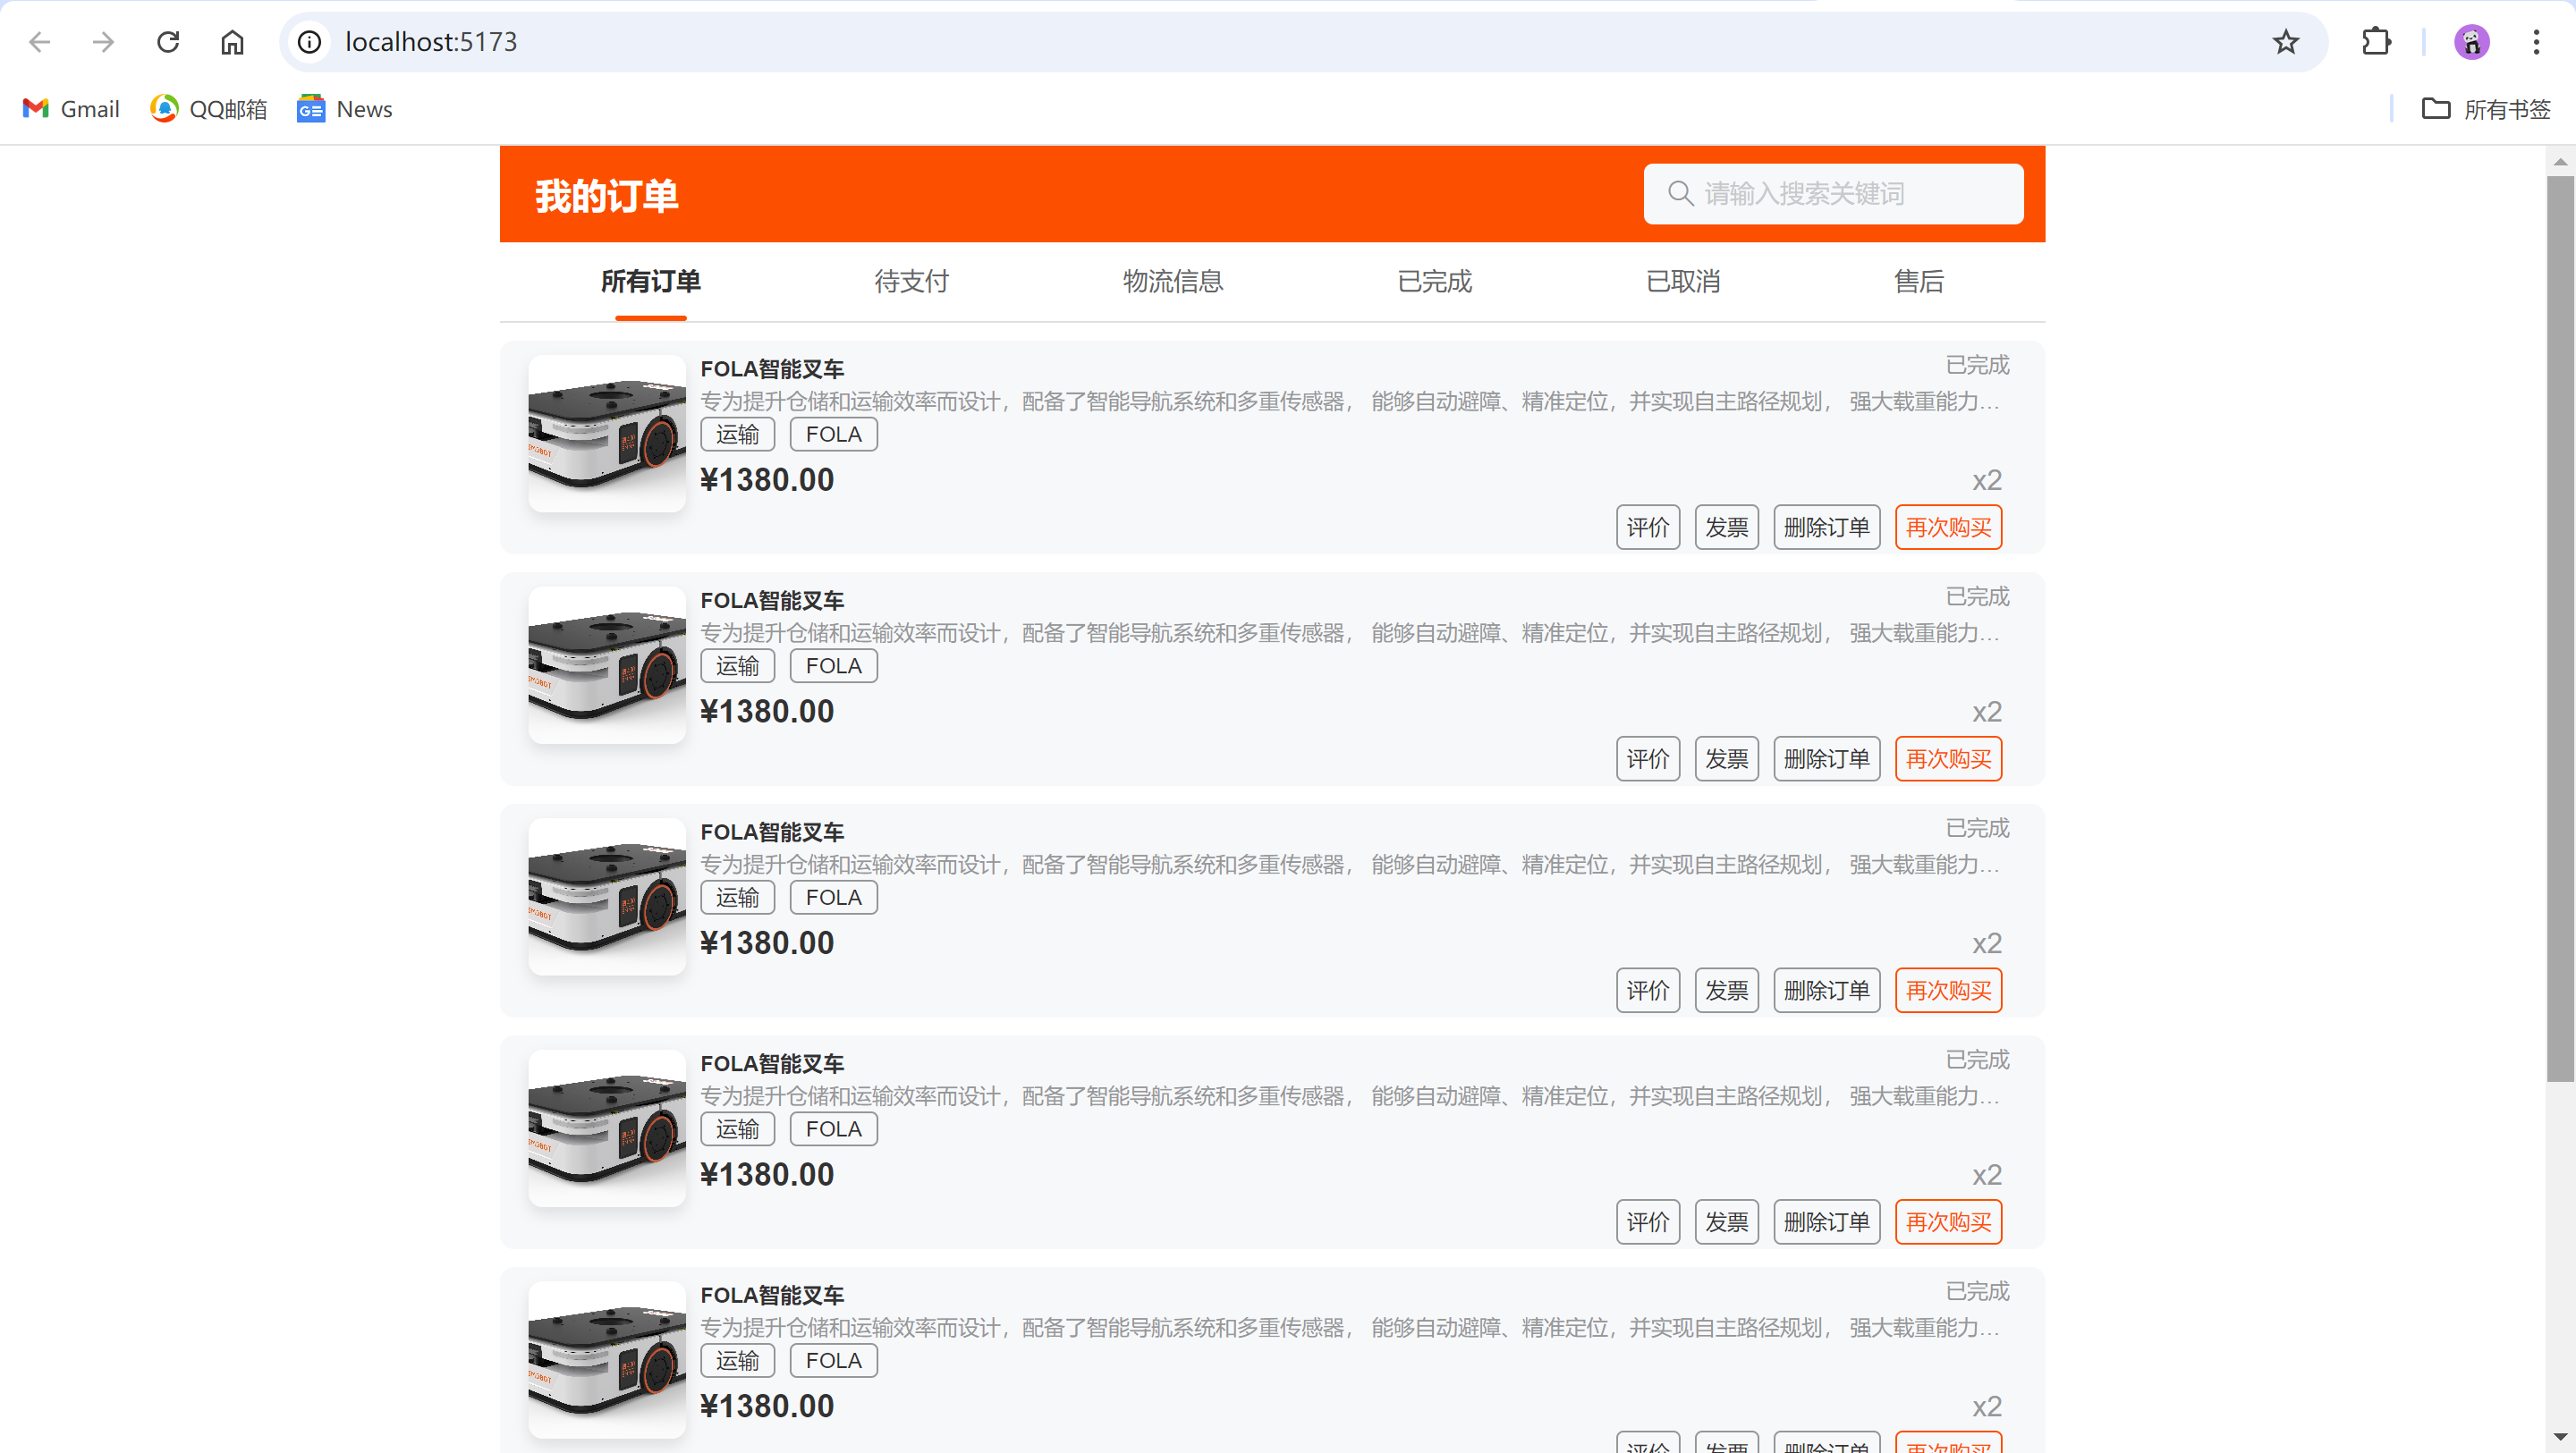 localhost:5173
Gmail
QQ邮箱
News
所有书签
我的订单
请输入搜索关键词
所有订单
待支付
物流信息
已完成
已取消
售后
FOLA智能叉车
已完成
专为提升仓储和运输效率而设计，配备了智能导航系统和多重传感器， 能够自动避障、精准定位，并实现自主路径规划， 强大载重能力…
运输
FOLA
¥1380.00
x2
评价
发票
删除订单
再次购买
FOLA智能叉车
已完成
专为提升仓储和运输效率而设计，配备了智能导航系统和多重传感器， 能够自动避障、精准定位，并实现自主路径规划， 强大载重能力…
运输
FOLA
¥1380.00
x2
评价
发票
删除订单
再次购买
FOLA智能叉车
已完成
专为提升仓储和运输效率而设计，配备了智能导航系统和多重传感器， 能够自动避障、精准定位，并实现自主路径规划， 强大载重能力…
运输
FOLA
¥1380.00
x2
评价
发票
删除订单
再次购买
FOLA智能叉车
已完成
专为提升仓储和运输效率而设计，配备了智能导航系统和多重传感器， 能够自动避障、精准定位，并实现自主路径规划， 强大载重能力…
运输
FOLA
¥1380.00
x2
评价
发票
删除订单
再次购买
FOLA智能叉车
已完成
专为提升仓储和运输效率而设计，配备了智能导航系统和多重传感器， 能够自动避障、精准定位，并实现自主路径规划， 强大载重能力…
运输
FOLA
¥1380.00
x2
评价
发票
删除订单
再次购买